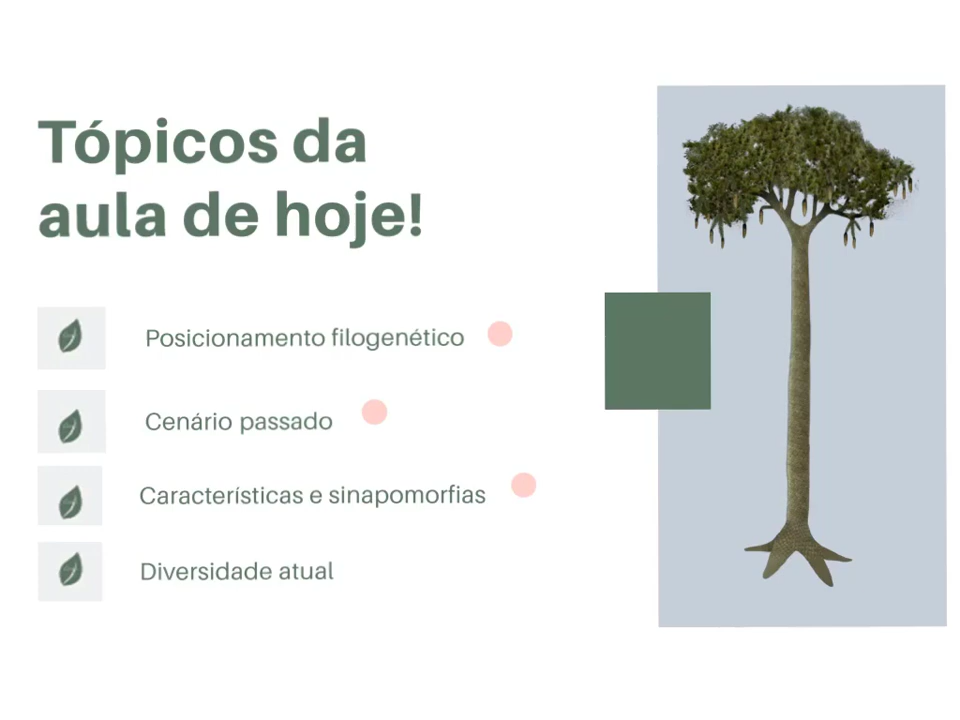 Tópicos da
aula de hoje!
Posicionamento filogenético
Cenário passado
Características e sinapomorfias
Diversidade atual